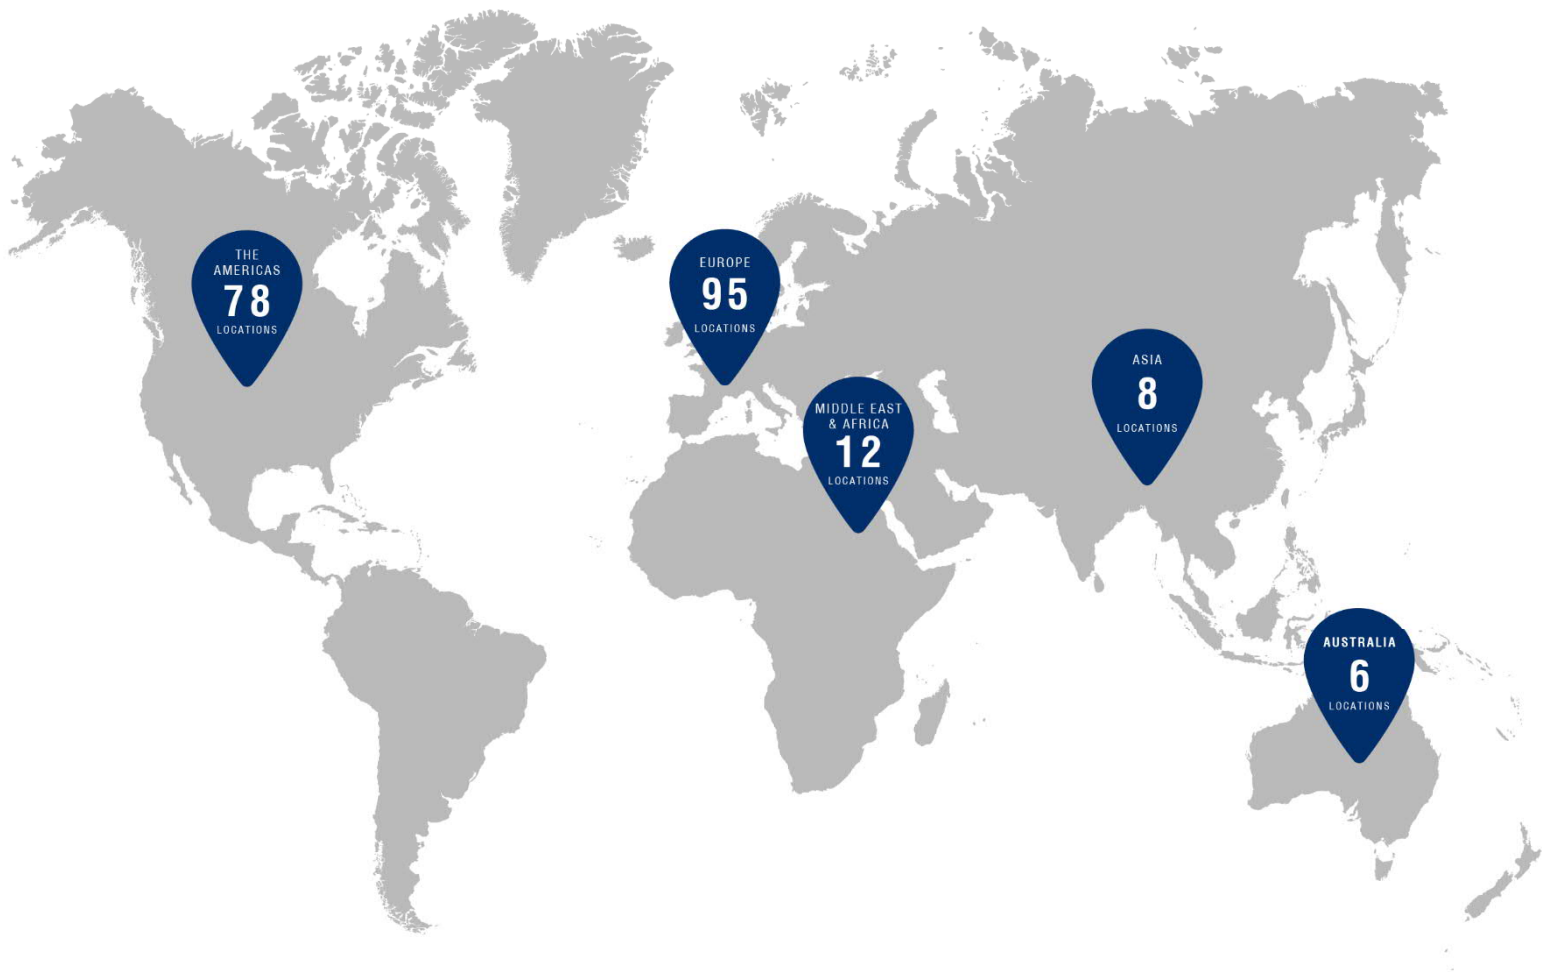 THE
AMERICAS
78
LOCATIONS
EUROPE
95
LOCATIONS
MIDDLE EAST
& AFRICA
12
LOCATIONS
ASIA
8
LOCATIONS
AUSTRALIA
6
LOCATIONS